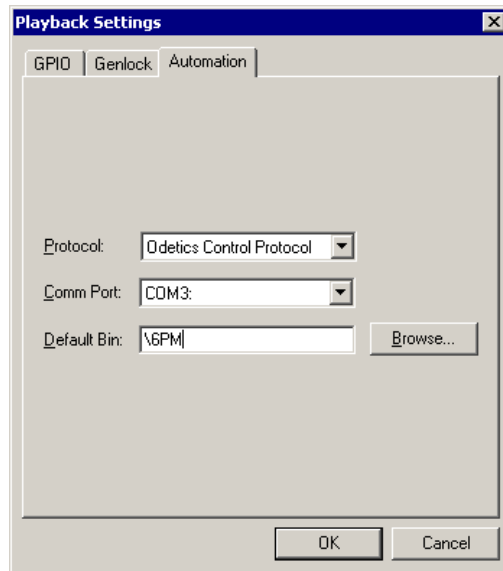 Playback Settings
GPIO Genlock Automation
Protocol: Odetics Control Protocol
Comm Port: COM3:
Default Bin: \6PM Browse...
OK Cancel